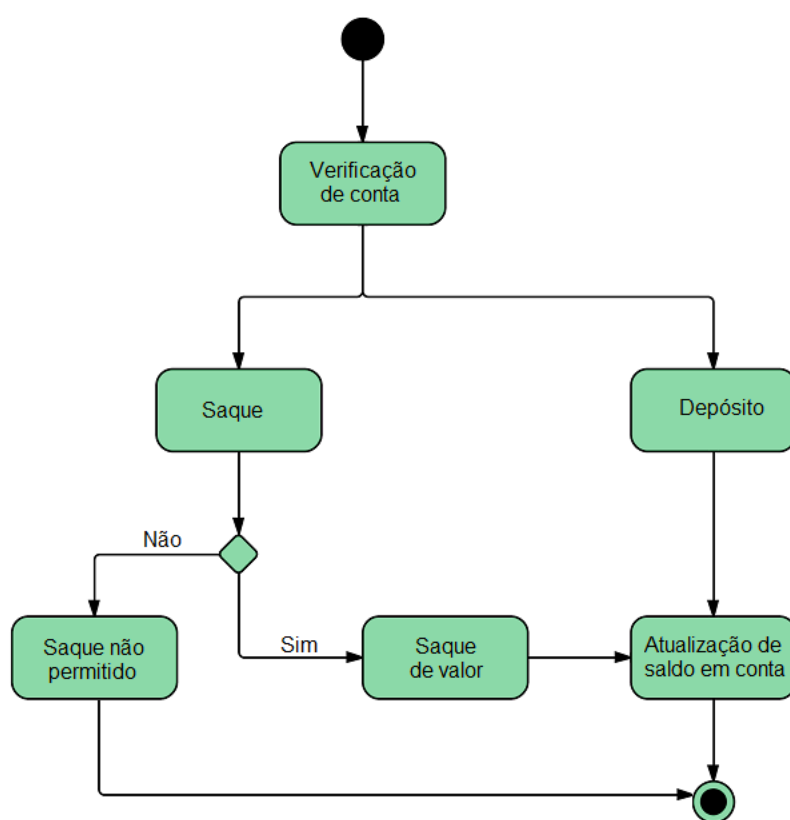 Verificação
de conta
Saque
Depósito
Não
Sim
Saque não
permitido
Saque
de valor
Atualização de
saldo em conta